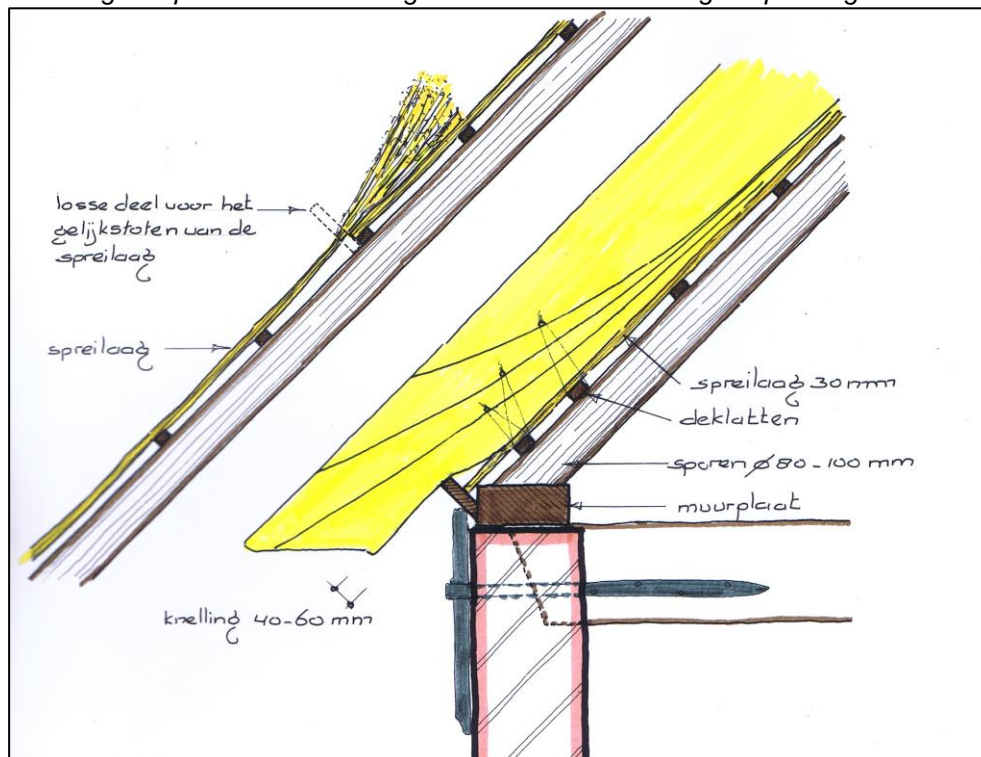 losse deel voor het
gelijkstoten van de
spreilaag
spreilaag
spreilaag 30 mm
deklatten
sporen Ø 80 - 100 mm
muurplaat
knelling 40-60 mm